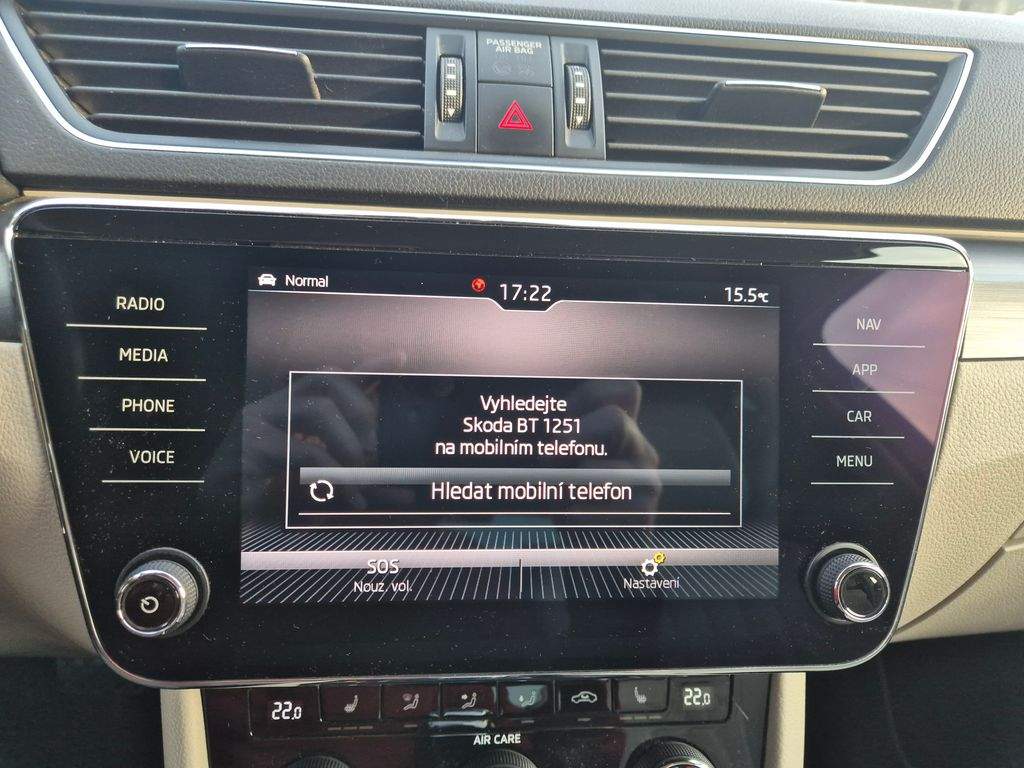 PASSENGER
AIR BAG
Normal
17:22
15.5°C
RADIO
MEDIA
PHONE
VOICE
Vyhledejte
Skoda BT 1251
na mobilním telefonu.
Hledat mobilní telefon
SOS
Nouz. vol.
Nastavení
NAV
APP
CAR
MENU
22.0
22.0
AIR CARE